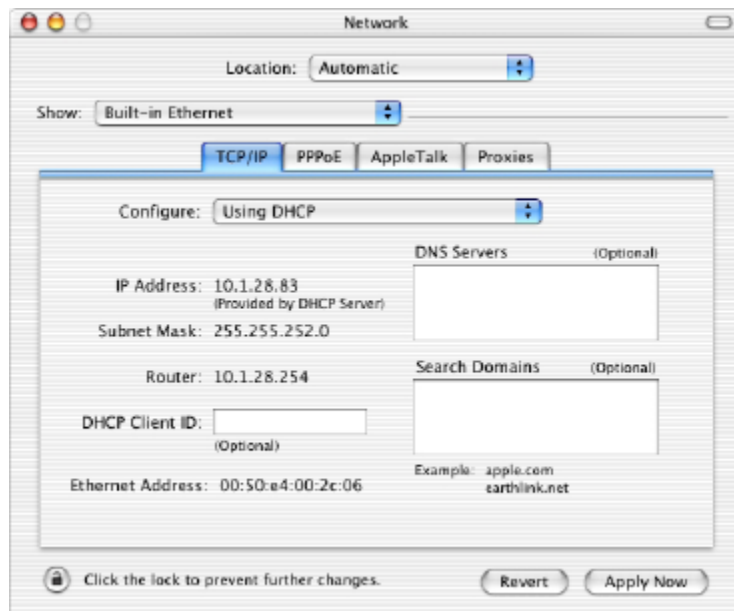 Network
Location: Automatic
Show: Built-in Ethernet
TCP/IP PPPoE AppleTalk Proxies
Configure: Using DHCP
DNS Servers (Optional)
IP Address: 10.1.28.83
(Provided by DHCP Server)
Subnet Mask: 255.255.252.0
Router: 10.1.28.254
Search Domains (Optional)
DHCP Client ID:
(Optional)
Example: apple.com
earthlink.net
Ethernet Address: 00:50:e4:00:2c:06
Click the lock to prevent further changes.
Revert Apply Now